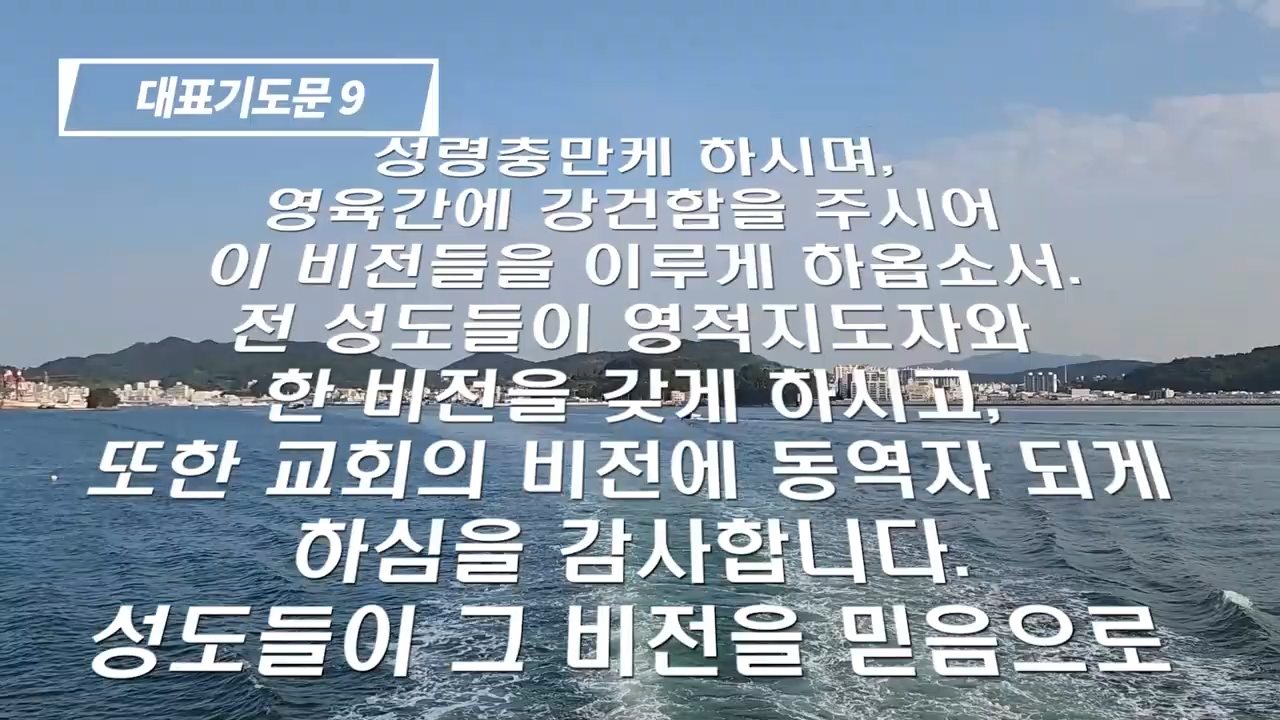 대표기도문 9
성령충만케 하시며,
영육간에 강건함을 주시어
이 비전들을 이루게 하옵소서.
전 성도들이 영적지도자와
한 비전을 갖게 하시고,
또한 교회의 비전에 동역자 되게
하심을 감사합니다.
성도들이 그 비전을 믿음으로